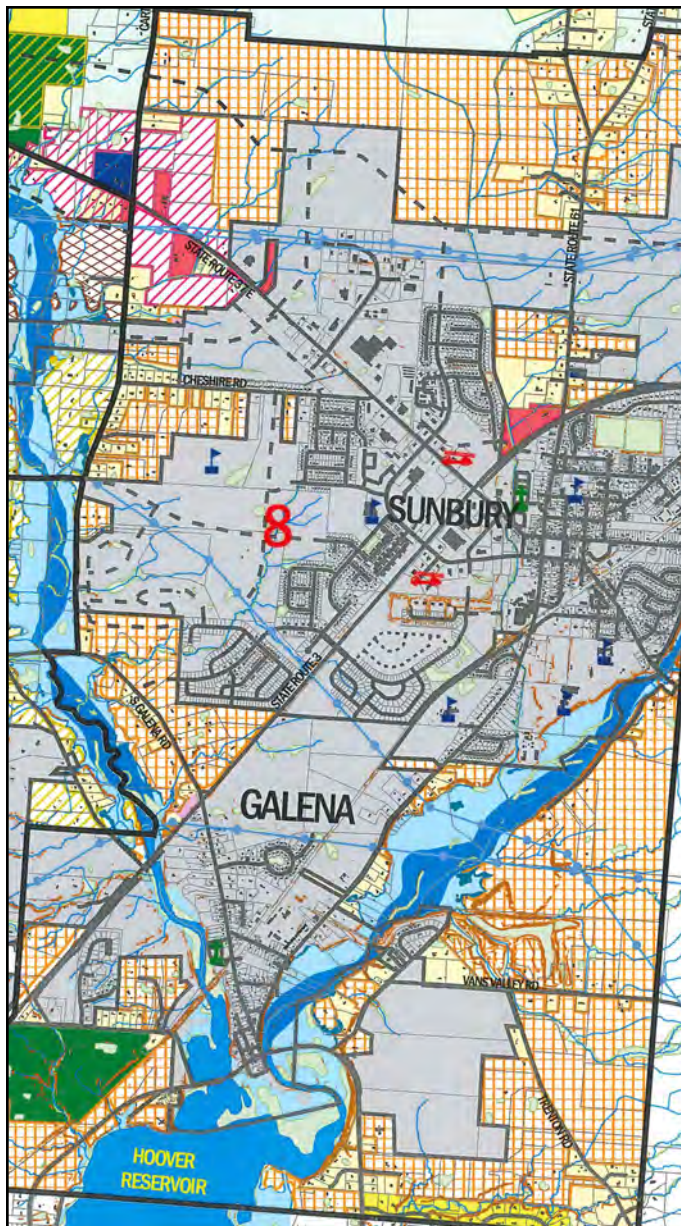 STATE ROUTE 37 E
STATE ROUTE 61
CHESHIRE RD
SUNBURY
8
STATE ROUTE 3
S GALENA RD
GALENA
VANS VALLEY RD
TRENTON RD
HOOVER
RESERVOIR